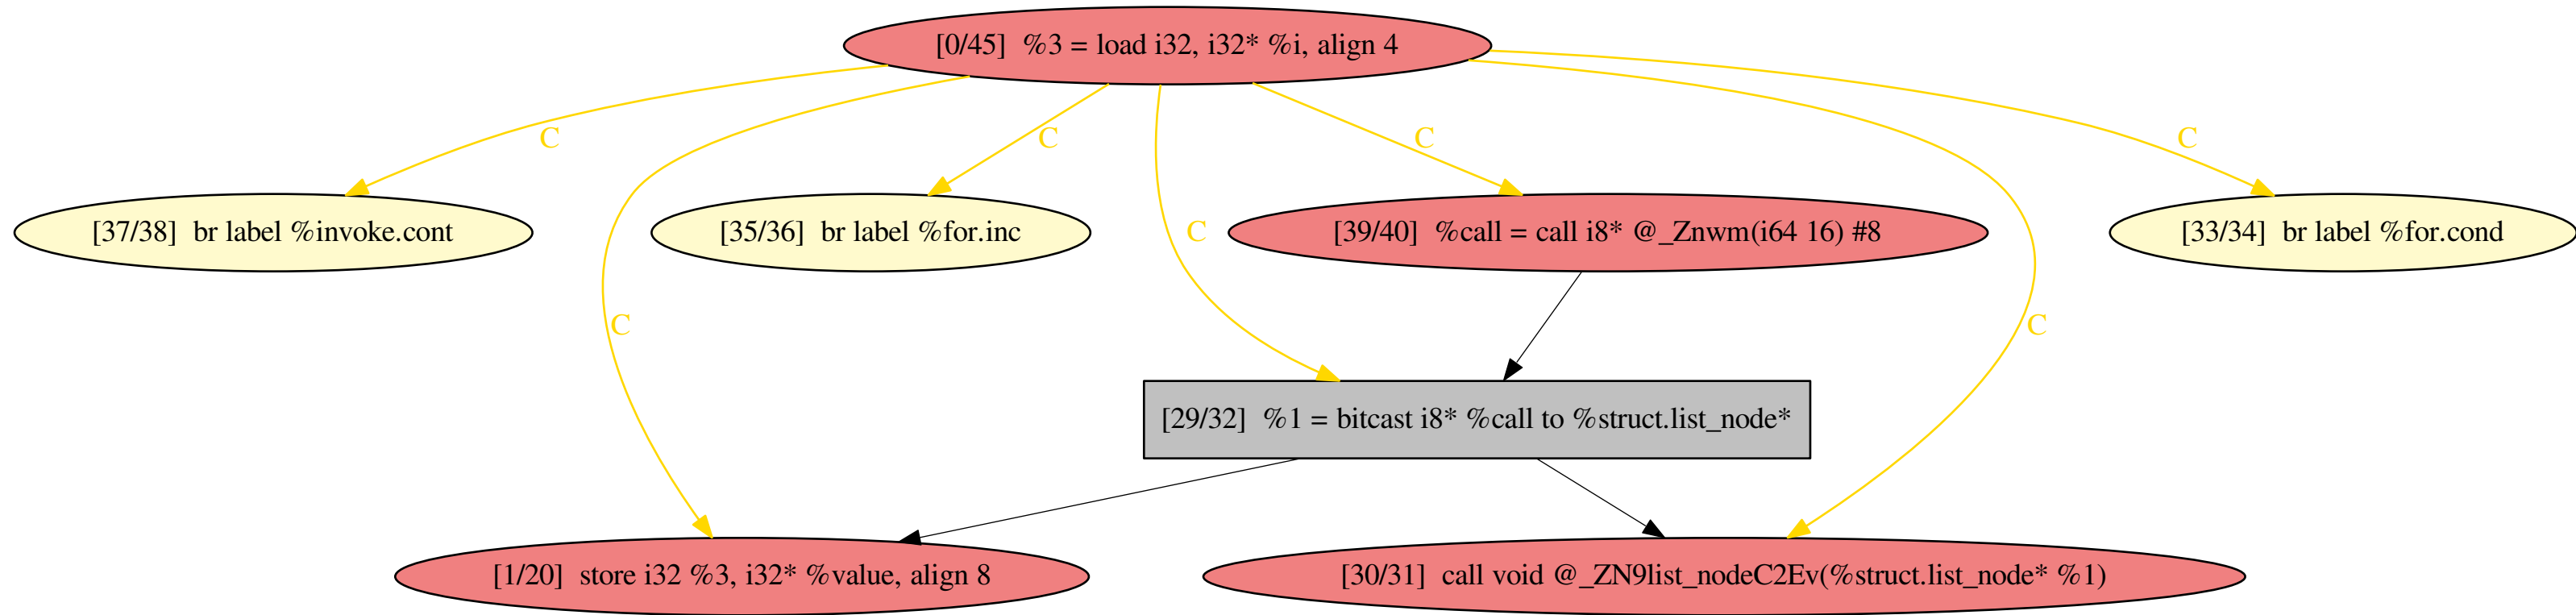 [0/45] %3 = load i32, i32* %i, align 4
C
C
C
C
[37/38] br label %invoke.cont
[35/36] br label %for.inc
C
[39/40] %call = call i8* @_Znwm(i64 16) #8
[33/34] br label %for.cond
C
C
[29/32] %1 = bitcast i8* %call to %struct.list_node*
[1/20] store i32 %3, i32* %value, align 8
[30/31] call void @_ZN9list_nodeC2Ev(%struct.list_node* %1)